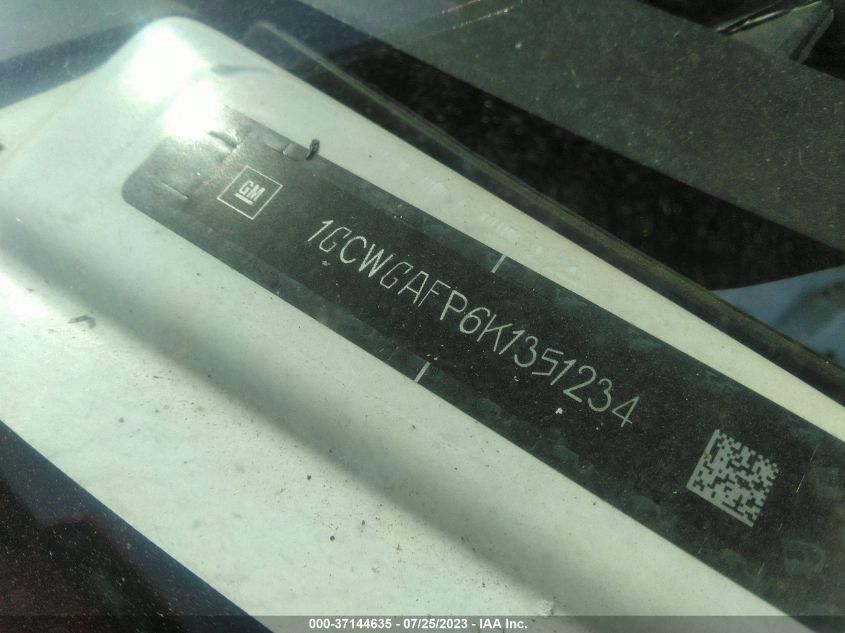 GM
1GCWGAFP6K1351234
000-37144635 - 07/25/2023 - IAA Inc.